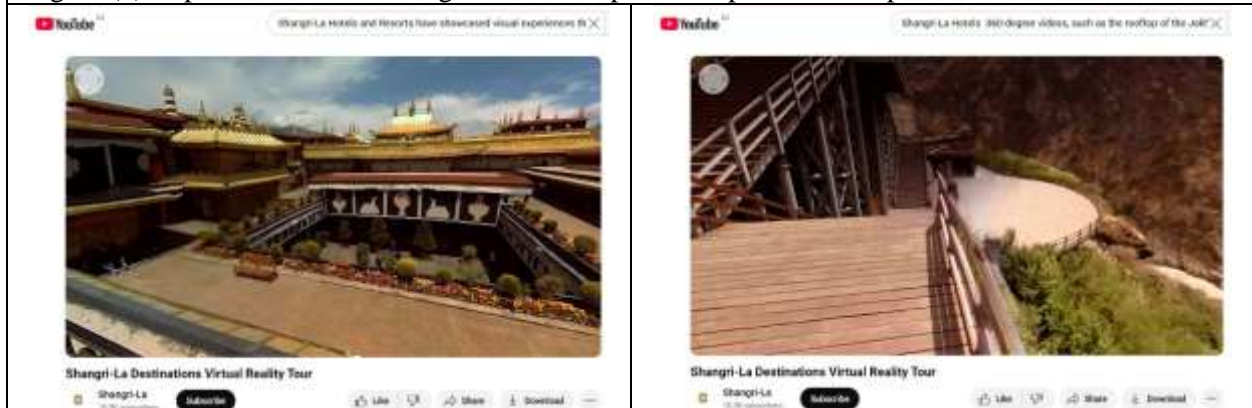 YouTube
Shangri-La Hotels and Resorts have showcased visual experiences th
Shangri-La Destinations Virtual Reality Tour
Shangri-La
Subscribe
Like
Share
Download
YouTube
Shangri-La Hotels' 360-degree videos, such as the rooftop of the
Shangri-La Destinations Virtual Reality Tour
Shangri-La
Subscribe
Like
Share
Download